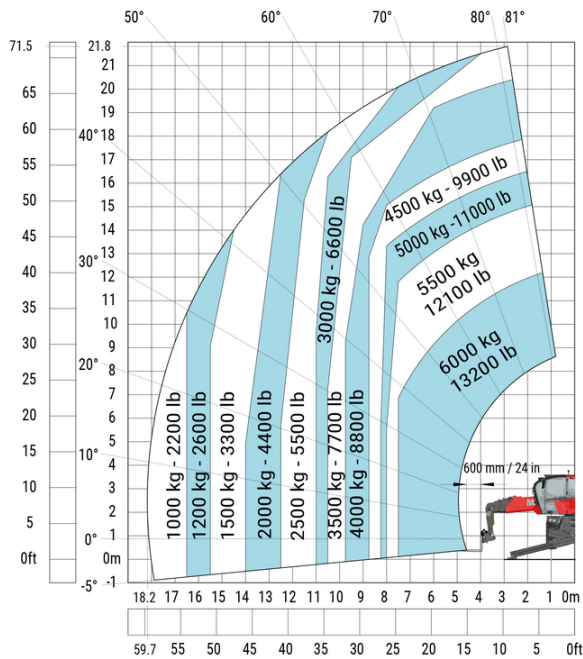 50° 60° 70° 80° 81°
71.5 21.8
21
65 20
19
60 40° 18
17
55
16
50 15
14
45 13
30°
40 12
11
35
10
30 9
8
25 20°
7
20 6
5
15
10° 4
10 3
2
5
1
0°
0ft 0m
-5° -1
1000 kg - 2200 lb
1200 kg - 2600 lb
1500 kg - 3300 lb
2000 kg - 4400 lb
2500 kg - 5500 lb
3000 kg - 6600 lb
3500 kg - 7700 lb
4000 kg - 8800 lb
4500 kg - 9900 lb
5000 kg -11000 lb
5500 kg
12100 lb
6000 kg
13200 lb
600 mm / 24 in
18.2 17 16 15 14 13 12 11 10 9 8 7 6 5 4 3 2 1 0m
59.7 55 50 45 40 35 30 25 20 15 10 5 0ft